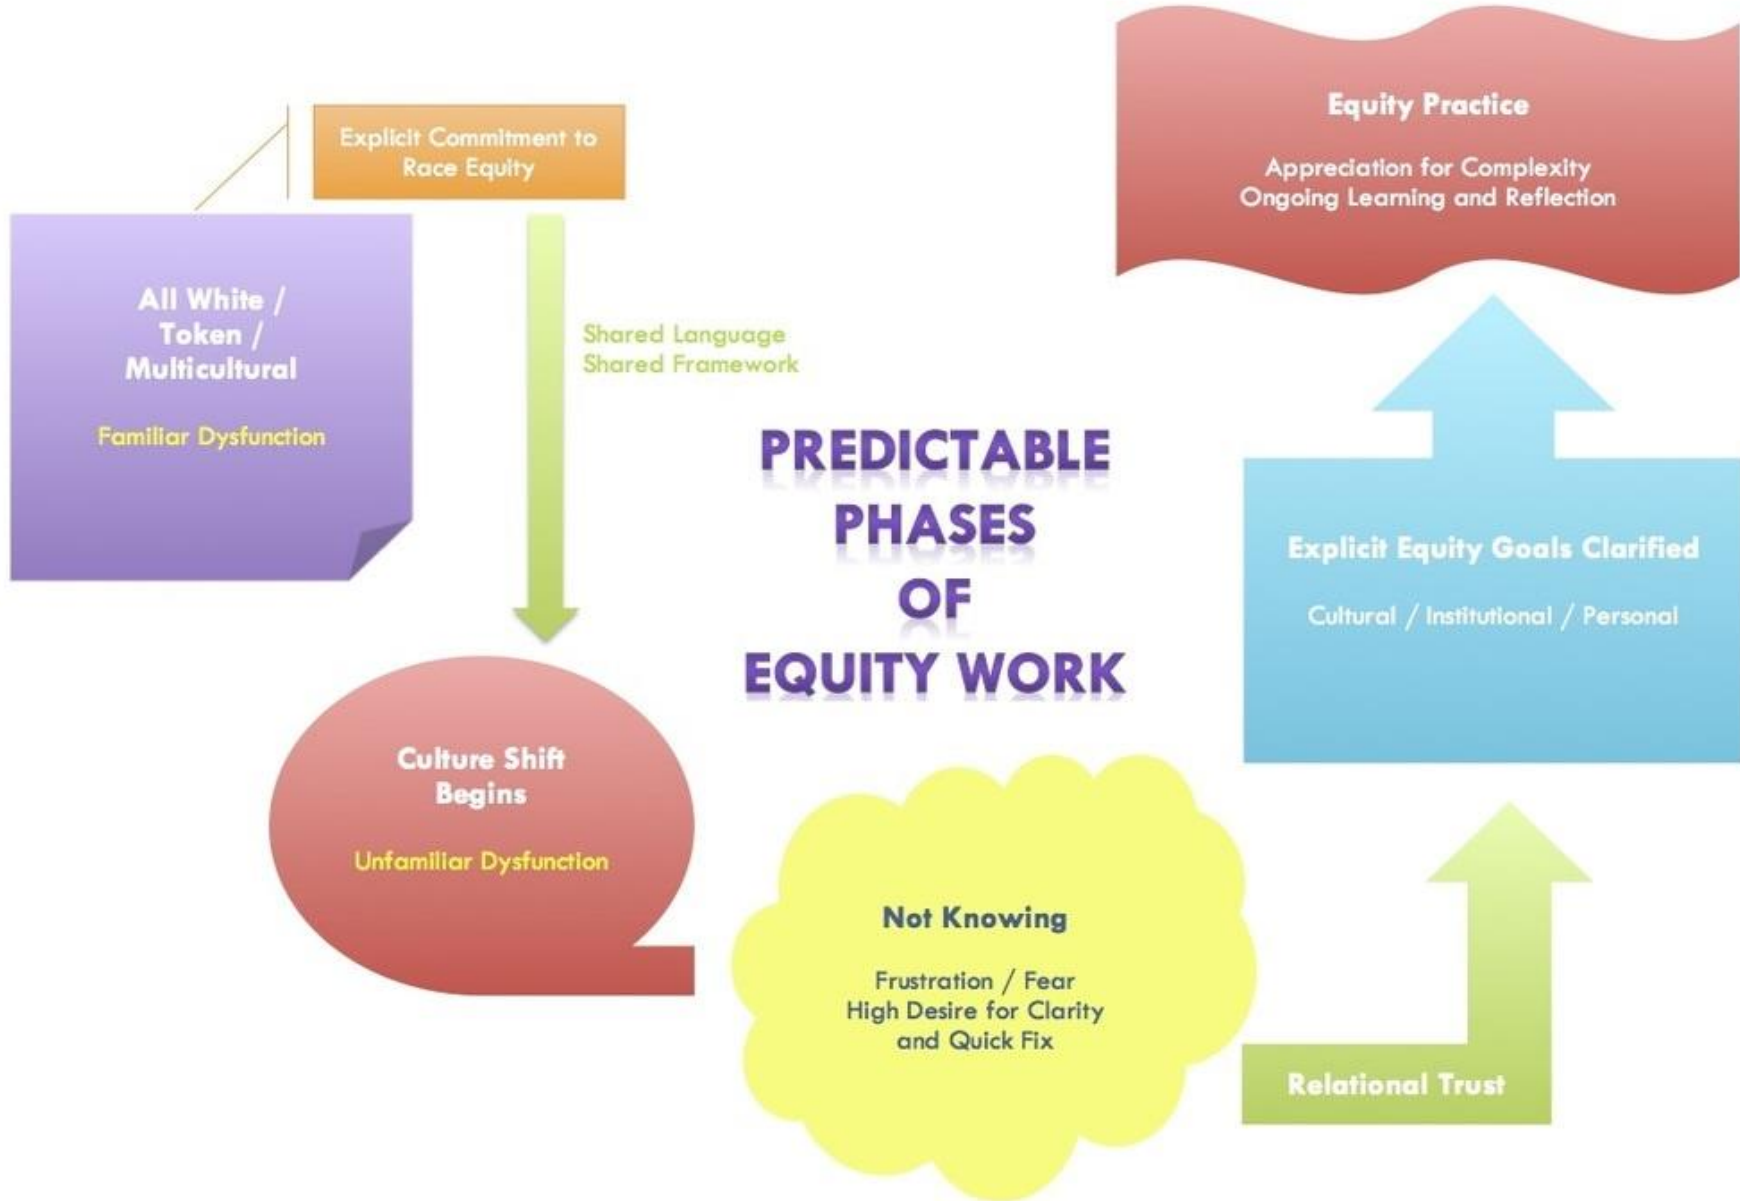 Explicit Commitment to
Race Equity
All White /
Token /
Multicultural
Familiar Dysfunction
Shared Language
Shared Framework
PREDICTABLE
PHASES
OF
EQUITY WORK
Culture Shift
Begins
Unfamiliar Dysfunction
Not Knowing
Frustration / Fear
High Desire for Clarity
and Quick Fix
Relational Trust
Explicit Equity Goals Clarified
Cultural / Institutional / Personal
Equity Practice
Appreciation for Complexity
Ongoing Learning and Reflection